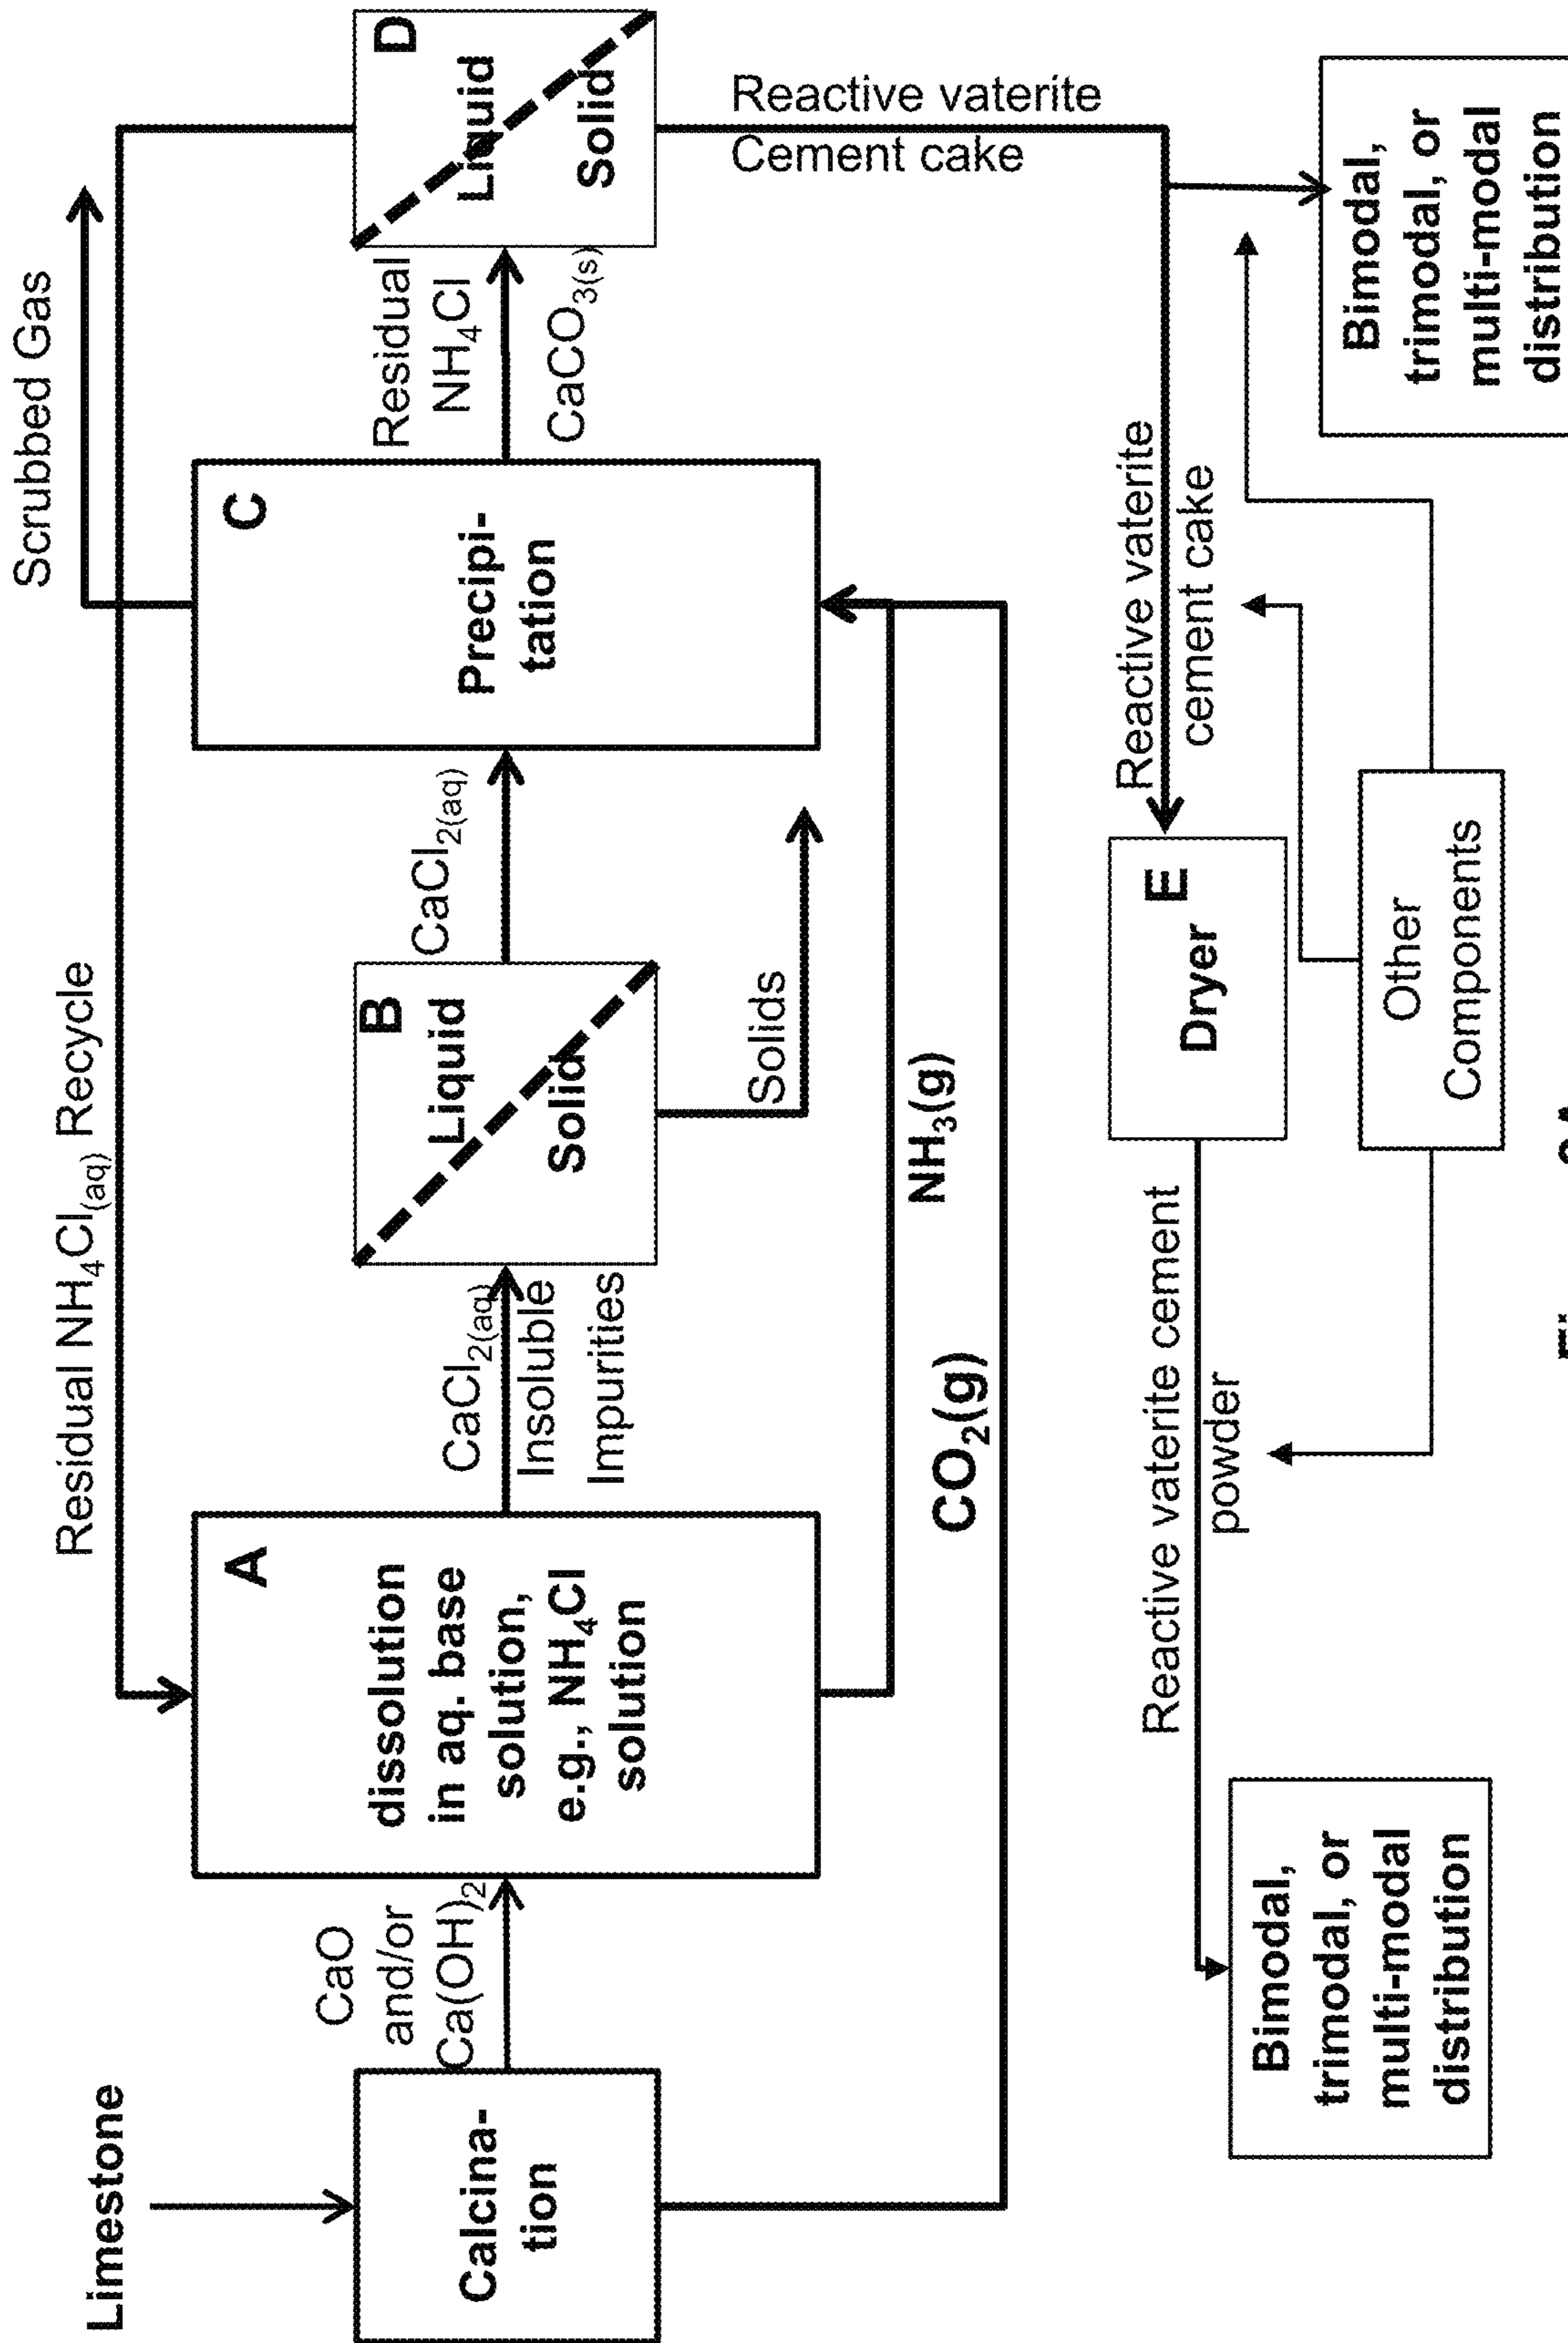 Limestone
Calcina-
tion
CaO
and/or
Ca(OH)2
A
dissolution
in aq. base
solution,
e.g., NH4Cl
solution
Residual NH4Cl(aq) Recycle
CaCl2(aq)
Insoluble
Impurities
B
Liquid
Solid
Solids
CaCl2(aq)
C
Precipi-
tation
Scrubbed Gas
Residual
NH4Cl
CaCO3(s)
D
Liquid
Solid
NH3(g)
CO2(g)
Reactive vaterite
Cement cake
Reactive vaterite
cement cake
E
Dryer
Reactive vaterite cement
powder
Other
Components
Bimodal,
trimodal, or
multi-modal
distribution
Bimodal,
trimodal, or
multi-modal
distribution